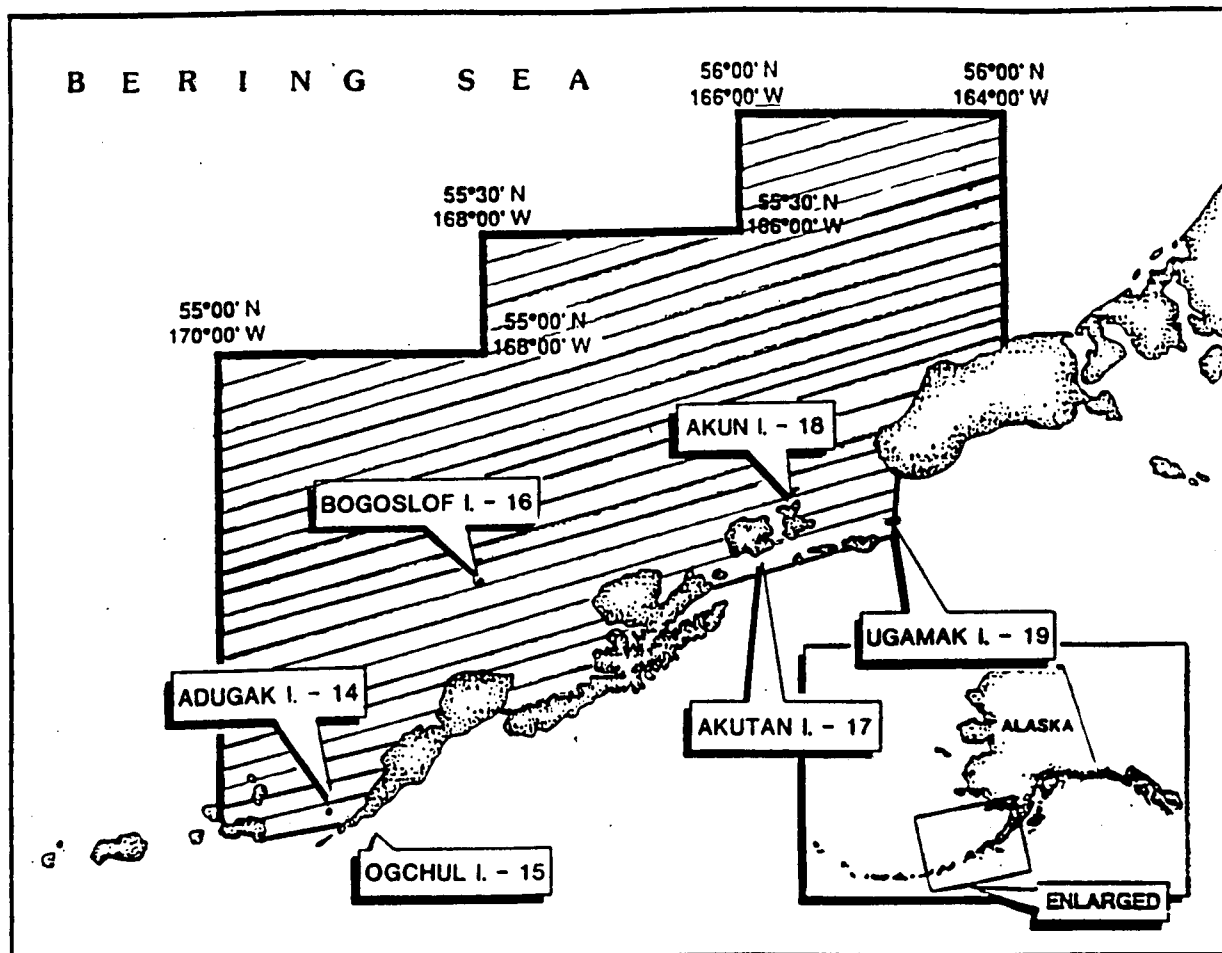 B E R I N G   S E A
56°00' N
166°00' W
56°00' N
164°00' W
55°30' N
168°00' W
55°30' N
166°00' W
55°00' N
170°00' W
55°00' N
168°00' W
AKUN I. - 18
BOGOSLOF I. - 16
UGAMAK I. - 19
ADUGAK I. - 14
AKUTAN I. - 17
ALASKA
OGCHUL I. - 15
ENLARGED